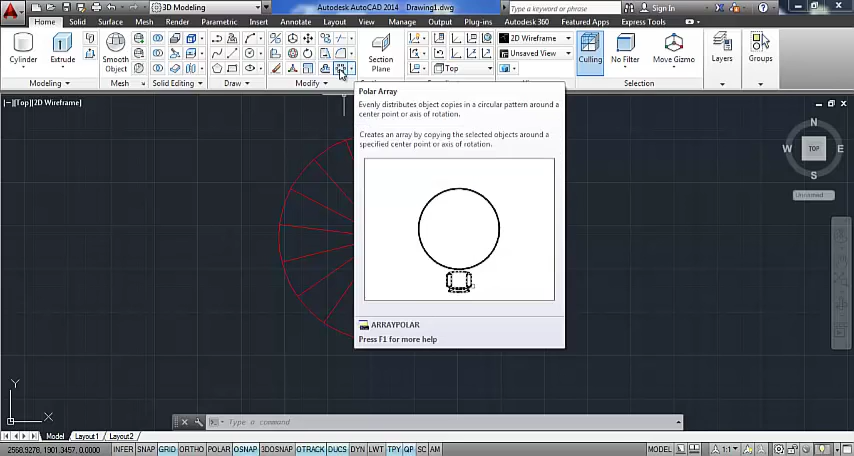 3D Modeling
Autodesk AutoCAD 2014 Drawing1.dwg
Type a keyword or phrase
Sign In
Home Solid Surface Mesh Render Parametric Insert Annotate Layout View Manage Output Plug-ins Autodesk 360 Featured Apps Express Tools
Cylinder
Extrude
Smooth
Object
Section
Plane
2D Wireframe
Unsaved View
Top
Culling
No Filter
Move Gizmo
Layers
Groups
Modeling
Mesh
Modify
Selection
[−][Top][2D Wireframe]
Polar Array
Evenly distributes object copies in a circular pattern around a
center point or axis of rotation.
Creates an array by copying the selected objects around a
specified center point or axis of rotation.
ARRAYPOLAR
Press F1 for more help
N
W
TOP
E
S
Unnamed
Y
X
Type a command
Model Layout1 Layout2
2568.9278, 1901.3457, 0.0000
INFER SNAP GRID ORTHO POLAR OSNAP 3DOSNAP OTRACK DUCS DYN LWT TPY QP SC AM
MODEL
1:1